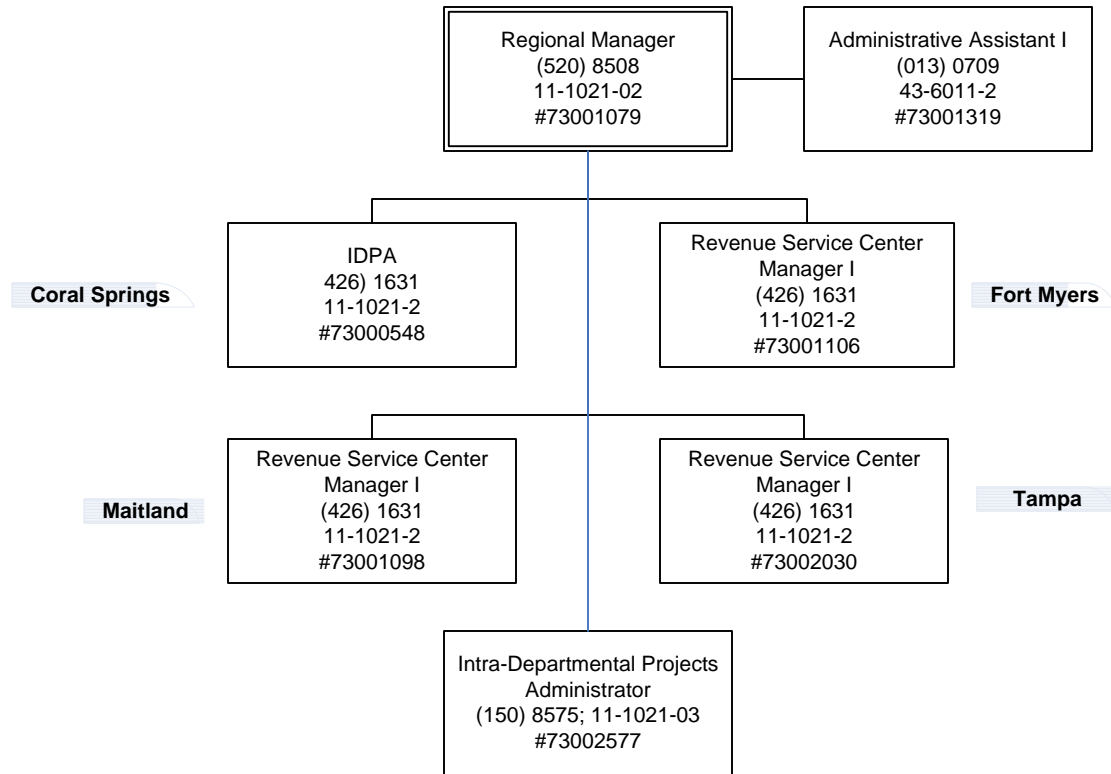 Regional Manager
(520) 8508
11-1021-02
#73001079
Administrative Assistant I
(013) 0709
43-6011-2
#73001319
Coral Springs
IDPA
426) 1631
11-1021-2
#73000548
Revenue Service Center
Manager I
(426) 1631
11-1021-2
#73001106
Fort Myers
Maitland
Revenue Service Center
Manager I
(426) 1631
11-1021-2
#73001098
Revenue Service Center
Manager I
(426) 1631
11-1021-2
#73002030
Tampa
Intra-Departmental Projects
Administrator
(150) 8575; 11-1021-03
#73002577